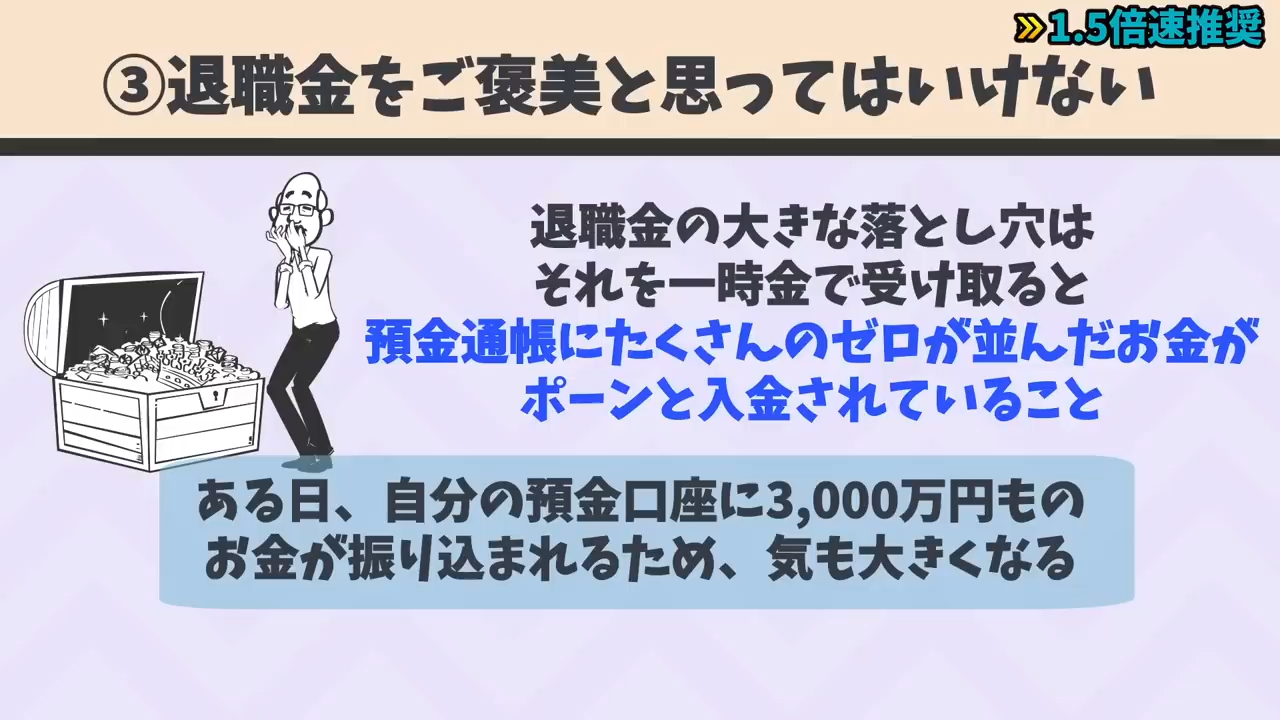 »1.5倍速推奨
③退職金をご褒美と思ってはいけない
退職金の大きな落とし穴は
それを一時金で受け取ると
預金通帳にたくさんのゼロが並んだお金が
ポーンと入金されていること
ある日、自分の預金口座に3,000万円もの
お金が振り込まれるため、気も大きくなる